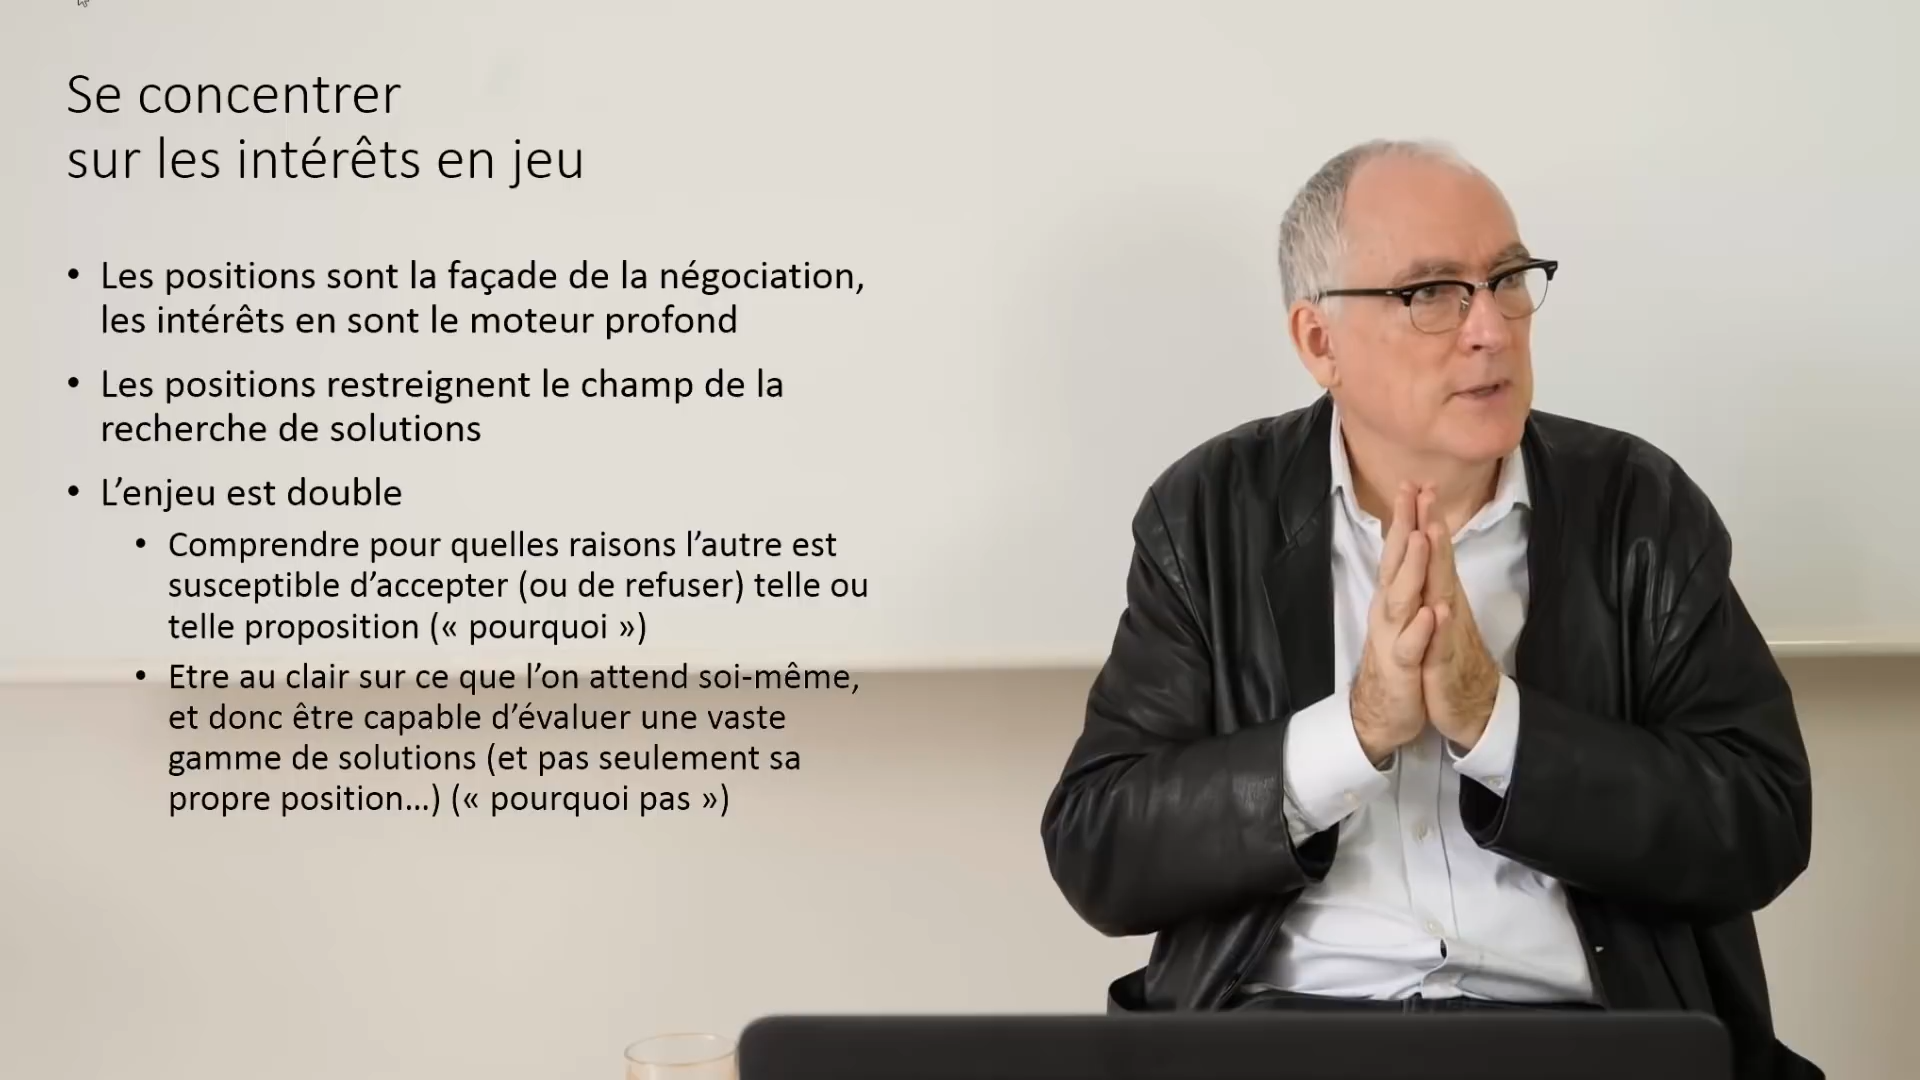 Se concentrer
sur les intérêts en jeu
• Les positions sont la façade de la négociation,
les intérêts en sont le moteur profond
• Les positions restreignent le champ de la
recherche de solutions
• L’enjeu est double
• Comprendre pour quelles raisons l’autre est
susceptible d’accepter (ou de refuser) telle ou
telle proposition (« pourquoi »)
• Etre au clair sur ce que l’on attend soi-même,
et donc être capable d’évaluer une vaste
gamme de solutions (et pas seulement sa
propre position…) (« pourquoi pas »)